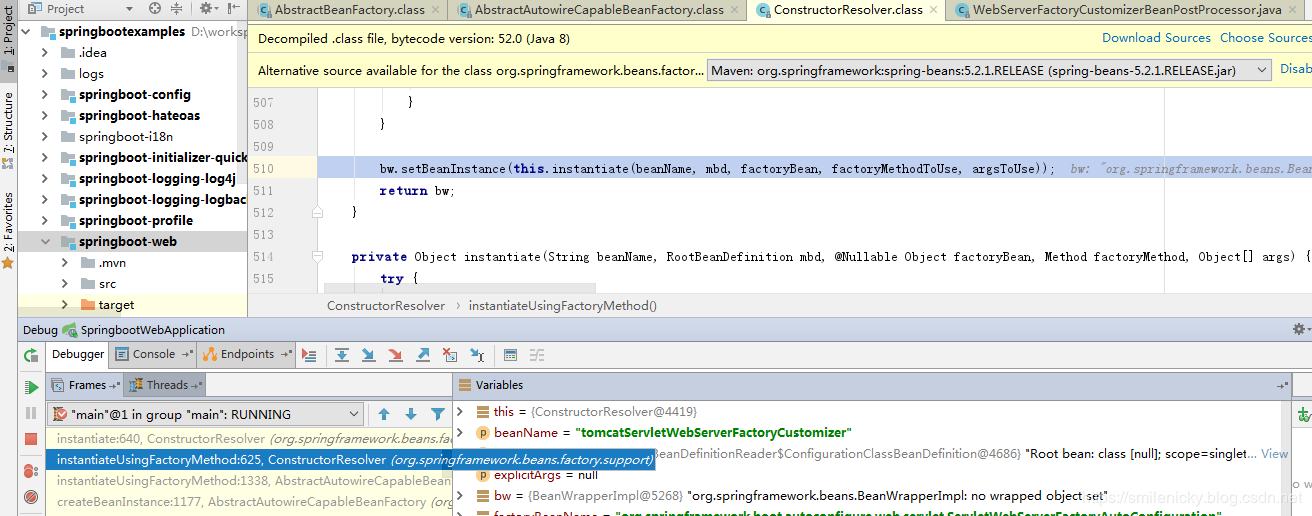 Project
AbstractBeanFactory.class
AbstractAutowireCapableBeanFactory.class
ConstructorResolver.class
WebServerFactoryCustomizerBeanPostProcessor.java
1: Project
7: Structure
2: Favorites
springbootexamples D:\worksp
.idea
logs
springboot-config
springboot-hateoas
springboot-i18n
springboot-initializer-quick
springboot-logging-log4j
springboot-logging-logbac
springboot-profile
springboot-web
.mvn
src
target
Decompiled .class file, bytecode version: 52.0 (Java 8)
Download Sources
Choose Sources
Alternative source available for the class org.springframework.beans.factor...
Maven: org.springframework:spring-beans:5.2.1.RELEASE (spring-beans-5.2.1.RELEASE.jar)
Disab
507 }
508 }
509
510 bw.setBeanInstance(this.instantiate(beanName, mbd, factoryBean, factoryMethodToUse, argsToUse)); bw: "org.springframework.beans.Bean
511 return bw;
512 }
513
514 private Object instantiate(String beanName, RootBeanDefinition mbd, @Nullable Object factoryBean, Method factoryMethod, Object[] args) {
515 try {
ConstructorResolver › instantiateUsingFactoryMethod()
Debug SpringbootWebApplication
Debugger
Console
Endpoints
Frames
Threads
Variables
"main"@1 in group "main": RUNNING
instantiate:640, ConstructorResolver (org.springframework.beans.fac
instantiateUsingFactoryMethod:625, ConstructorResolver (org.springframework.beans.factory.support)
instantiateUsingFactoryMethod:1338, AbstractAutowireCapableBeanF
createBeanInstance:1177, AbstractAutowireCapableBeanFactory (org
this = {ConstructorResolver@4419}
beanName = "tomcatServletWebServerFactoryCustomizer"
BeanDefinitionReader$ConfigurationClassBeanDefinition@4686} "Root bean: class [null]; scope=singlet... View
explicitArgs = null
bw = {BeanWrapperImpl@5268} "org.springframework.beans.BeanWrapperImpl: no wrapped object set"
factoryBeanName = "org.springframework.boot.autoconfigure.web.servlet.ServletWebServerFactoryAutoConfiguration"
smilenicky.blog.csdn.net